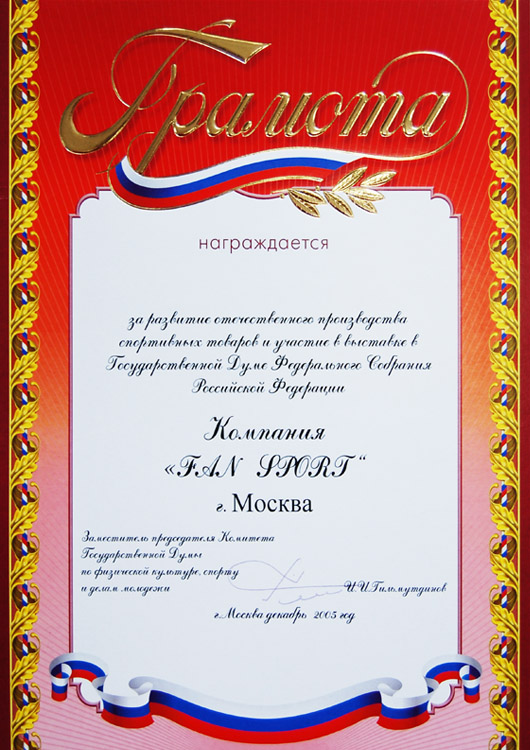 Грамота
награждается
за развитие отечественного производства
спортивных товаров и участие в выставке в
Государственной Думе Федерального Собрания
Российской Федерации
Компания
«FAN SPORT“
г. Москва
Заместитель председателя Комитета
Государственной Думы
по физической культуре, спорту
и делам молодежи И.И.Гильмутдинов
г.Москва декабрь 2005 год